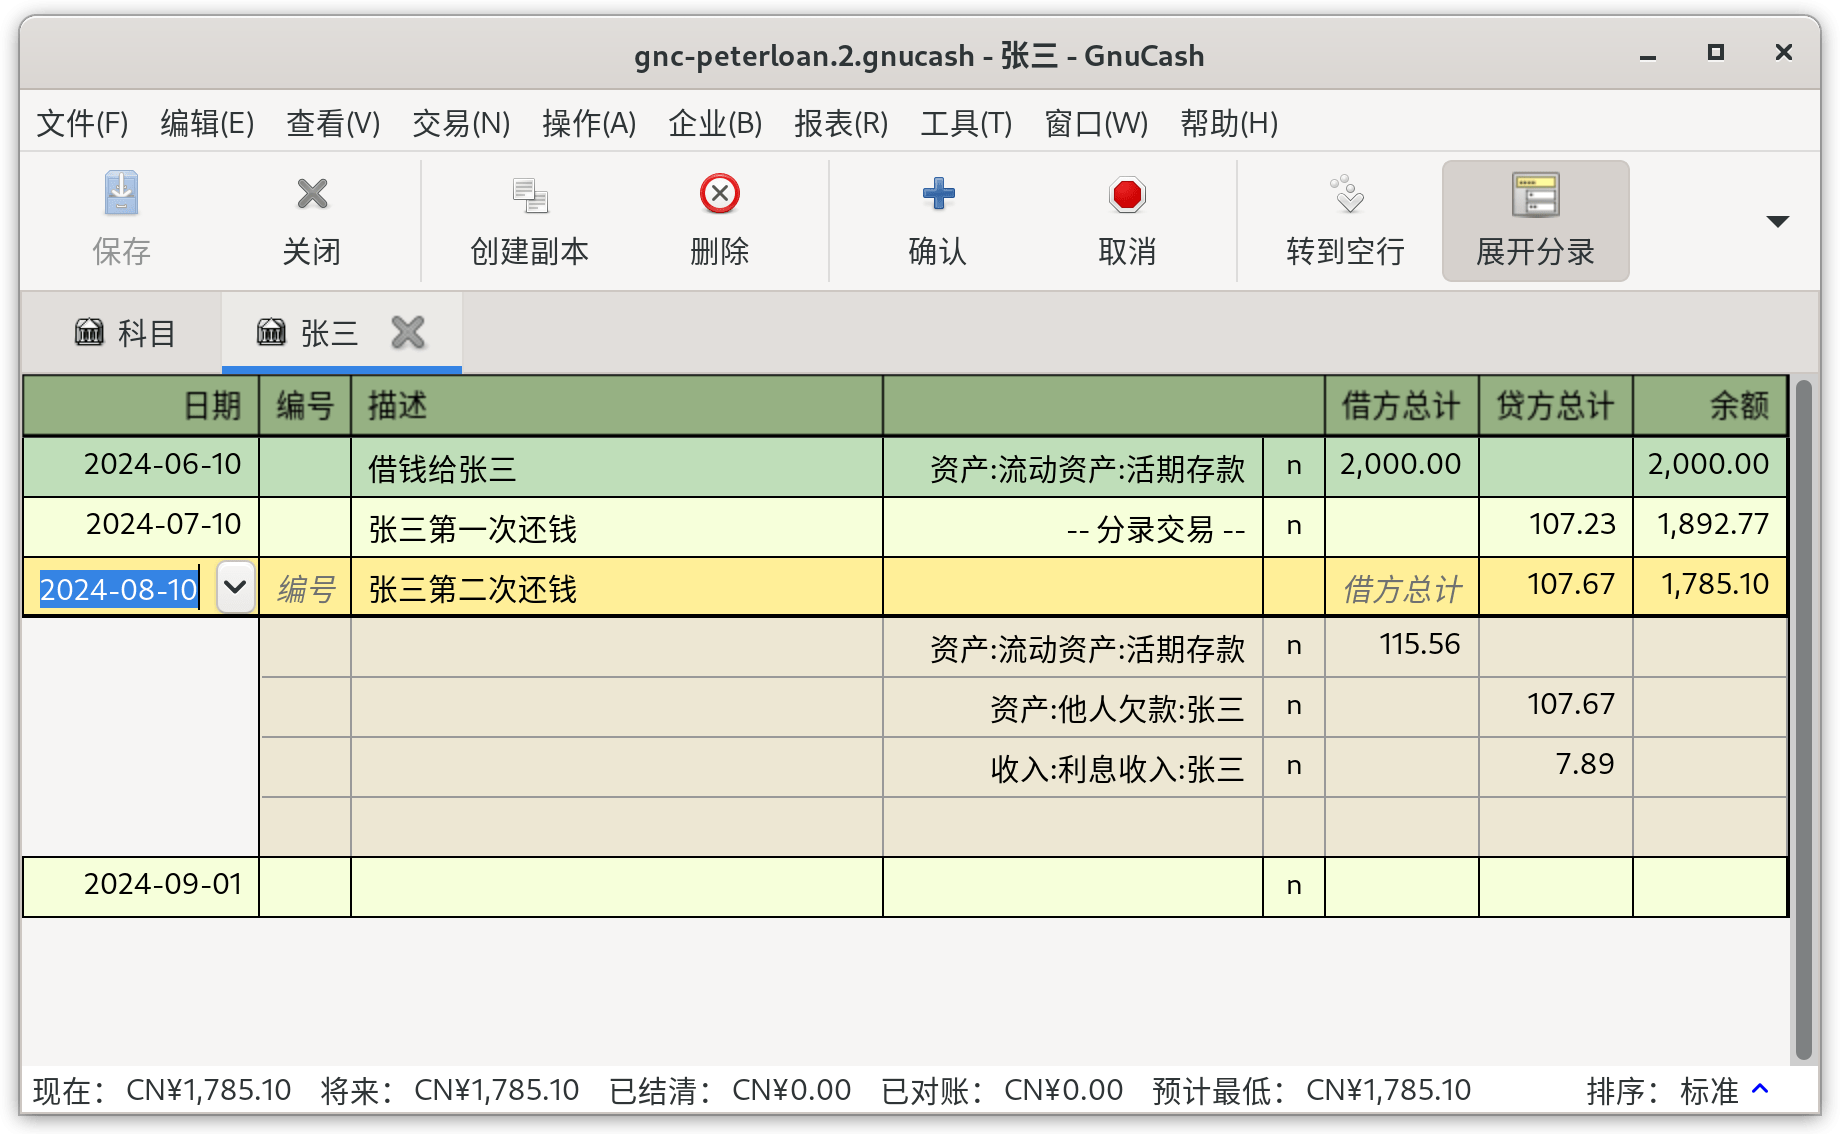 gnc-peterloan.2.gnucash - 张三 - GnuCash
文件(F) 编辑(E) 查看(V) 交易(N) 操作(A) 企业(B) 报表(R) 工具(T) 窗口(W) 帮助(H)
保存 关闭 创建副本 删除 确认 取消 转到空行 展开分录
科目 张三
日期 编号 描述 借方总计 贷方总计 余额
2024-06-10 借钱给张三 资产:流动资产:活期存款 n 2,000.00 2,000.00
2024-07-10 张三第一次还钱 -- 分录交易 -- n 107.23 1,892.77
2024-08-10 编号 张三第二次还钱 借方总计 107.67 1,785.10
资产:流动资产:活期存款 n 115.56
资产:他人欠款:张三 n 107.67
收入:利息收入:张三 n 7.89
2024-09-01 n
现在： CN¥1,785.10 将来： CN¥1,785.10 已结清： CN¥0.00 已对账： CN¥0.00 预计最低： CN¥1,785.10 排序： 标准